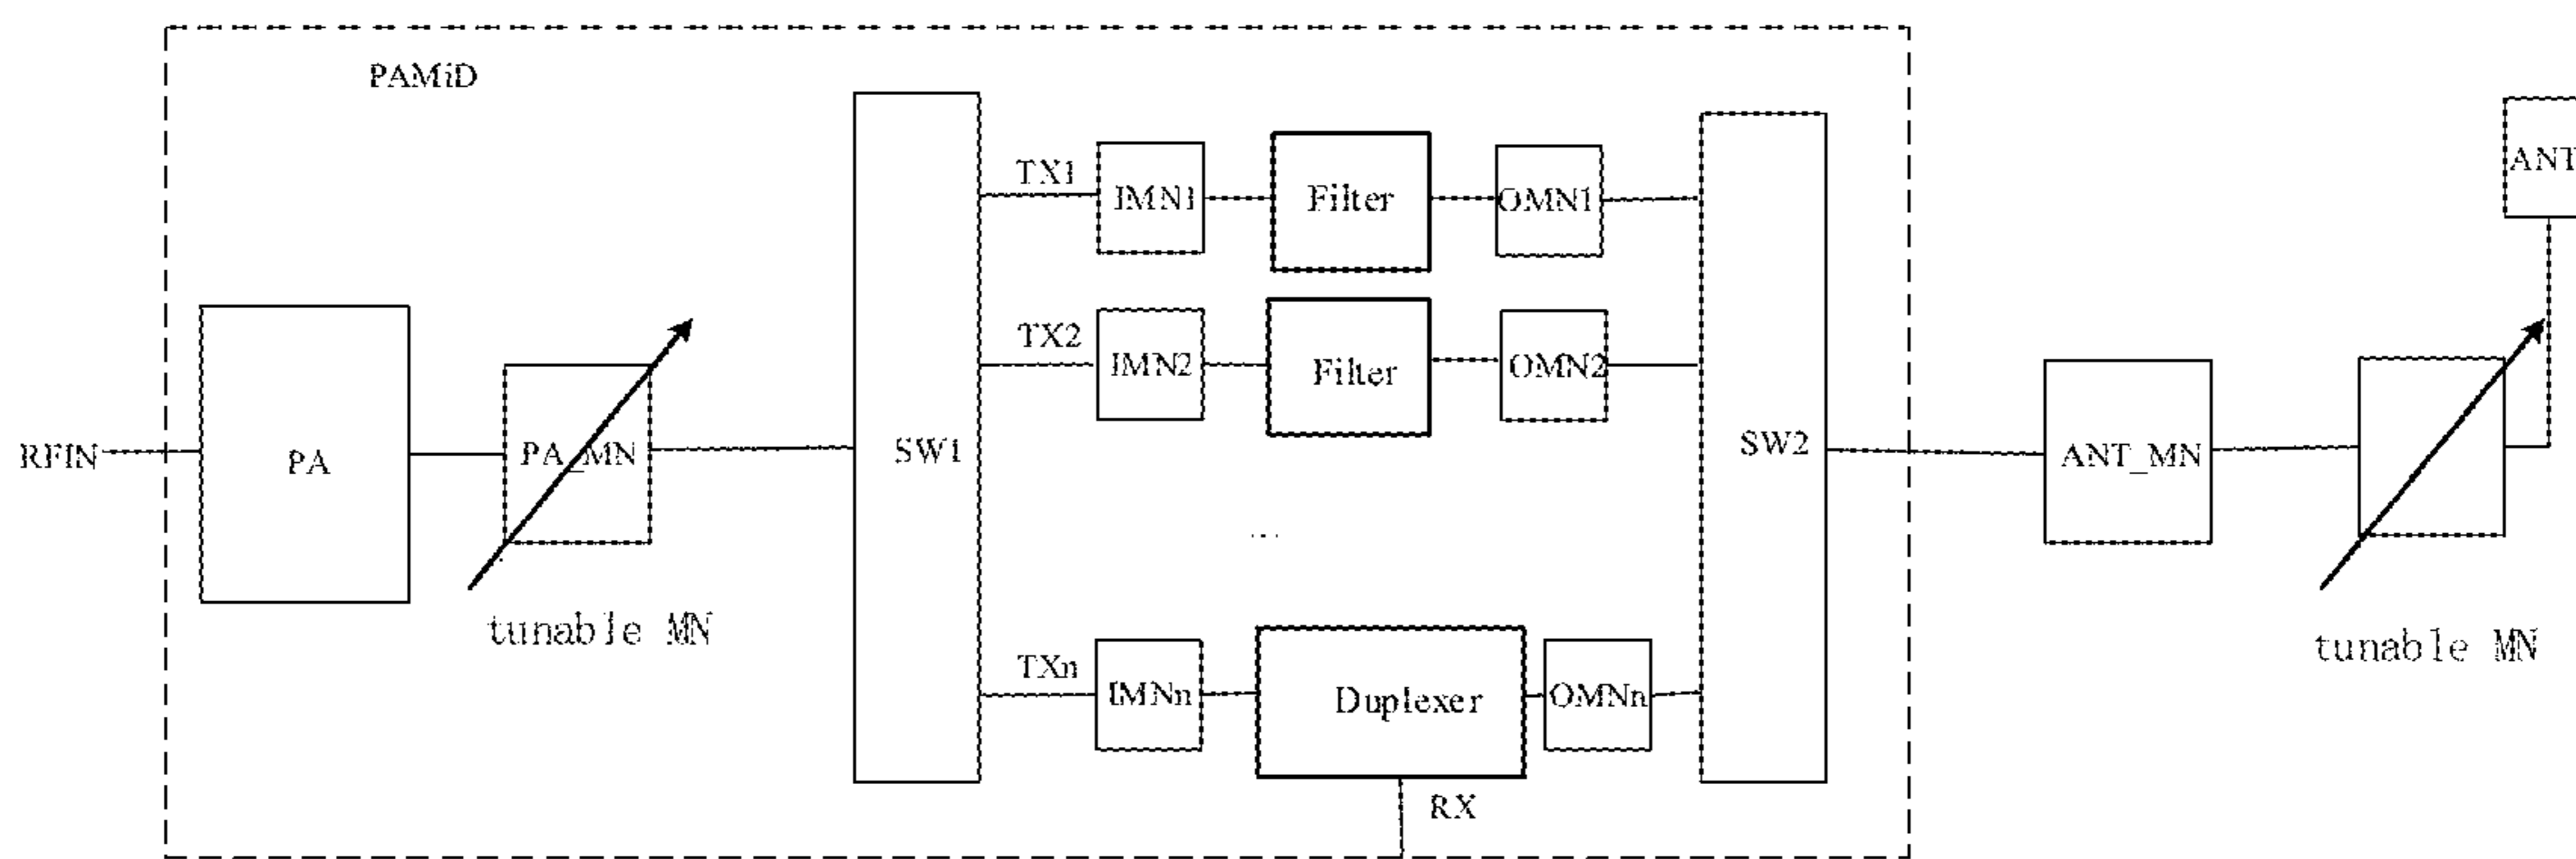 PAMiD
ANT
TX1
IMN1
Filter
OMN1
TX2
IMN2
Filter
OMN2
RFIN
PA
PA_MN
SW1
SW2
ANT_MN
...
tunable MN
tunable MN
TXn
IMNn
Duplexer
OMNn
RX